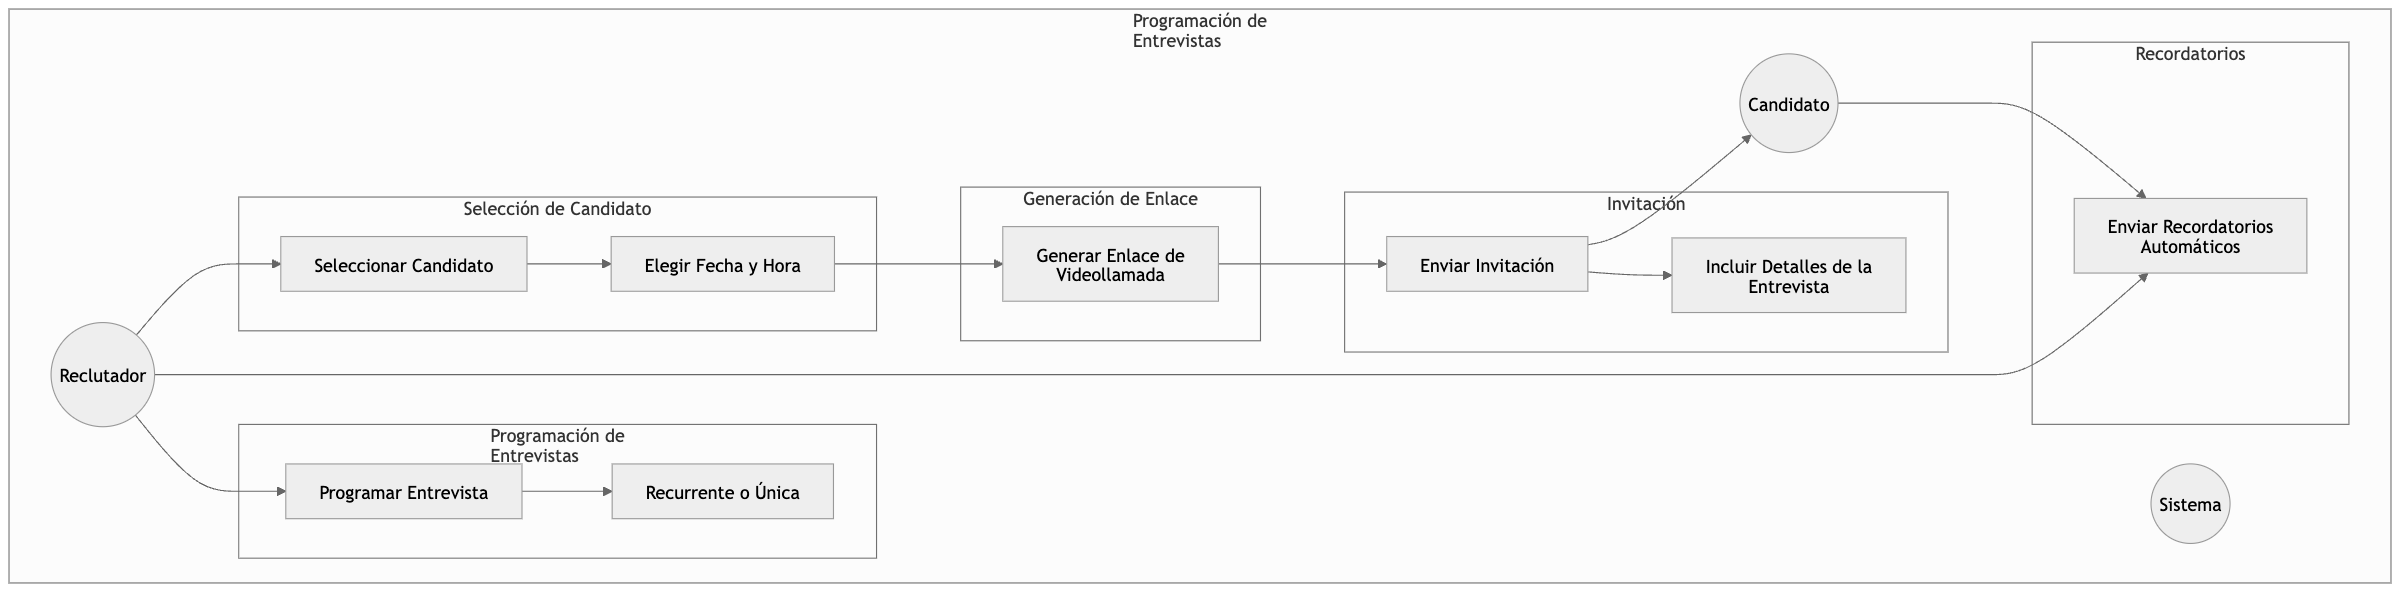 Programación de
Entrevistas
Recordatorios
Candidato
Selección de Candidato
Generación de Enlace
Invitación
Seleccionar Candidato
Elegir Fecha y Hora
Generar Enlace de
Videollamada
Enviar Invitación
Incluir Detalles de la
Entrevista
Enviar Recordatorios
Automáticos
Reclutador
Programación de
Entrevistas
Programar Entrevista
Recurrente o Única
Sistema